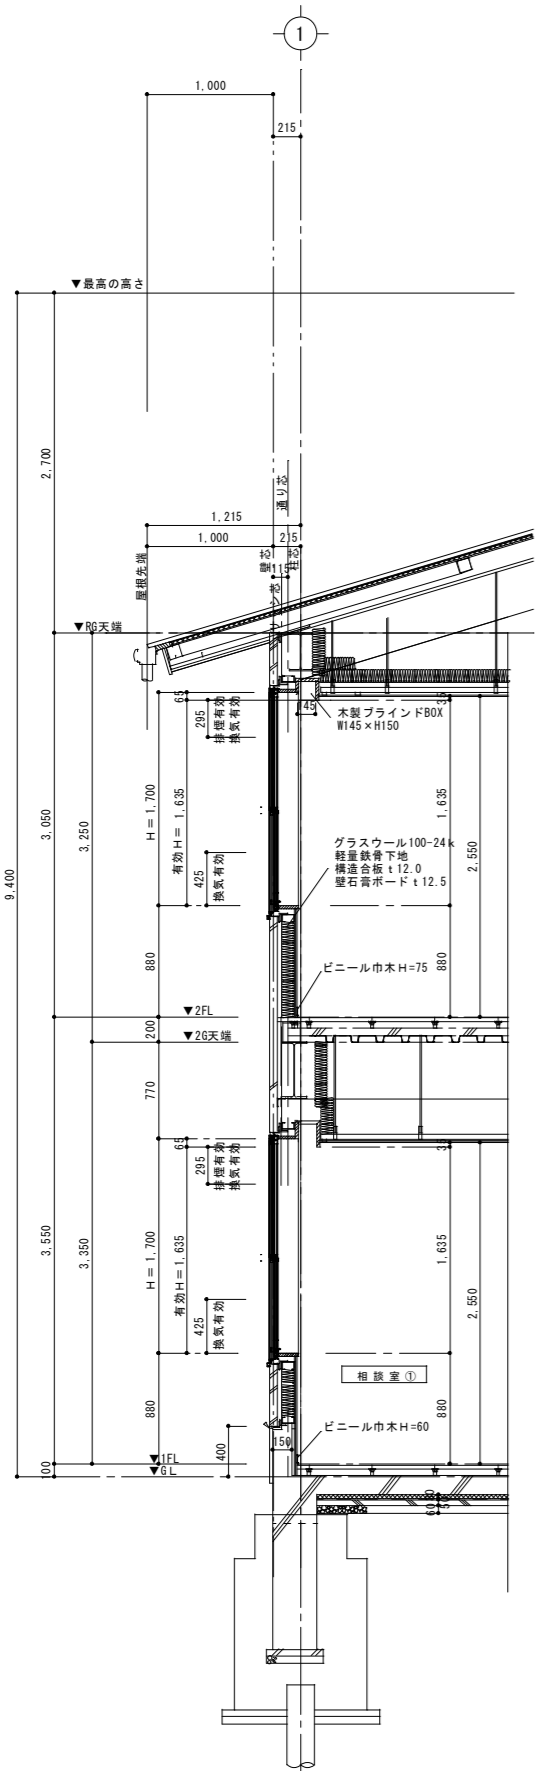 1
1,000
215
▼最高の高さ
2,700
通り芯
1,215
1,000
215
屋根先端
壁芯
115
柱芯
▼RG天端
65
295
排煙有効
換気有効
145
35
木製ブラインドBOX
W145×H150
H=1,700
有効H=1,635
3,050
3,250
9,400
1,635
2,550
グラスウール100-24k
軽量鉄骨下地
構造合板 t12.0
壁石膏ボード t12.5
425
換気有効
880
880
ビニール巾木H=75
▼2FL
200
▼2G天端
770
65
295
排煙有効
換気有効
35
3,550
3,350
H=1,700
有効H=1,635
1,635
2,550
425
換気有効
相談室①
880
880
ビニール巾木H=60
400
150
▼1FL
100
▼GL
60